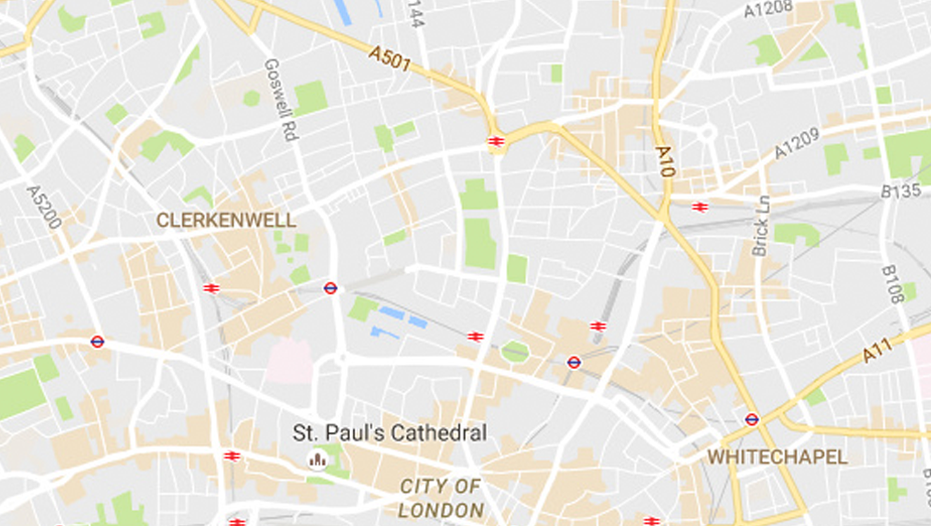 144
A1208
A501
Goswell Rd
A10
A1209
A5200
B135
CLERKENWELL
Brick Ln
B108
A11
St. Paul's Cathedral
WHITECHAPEL
CITY OF
LONDON